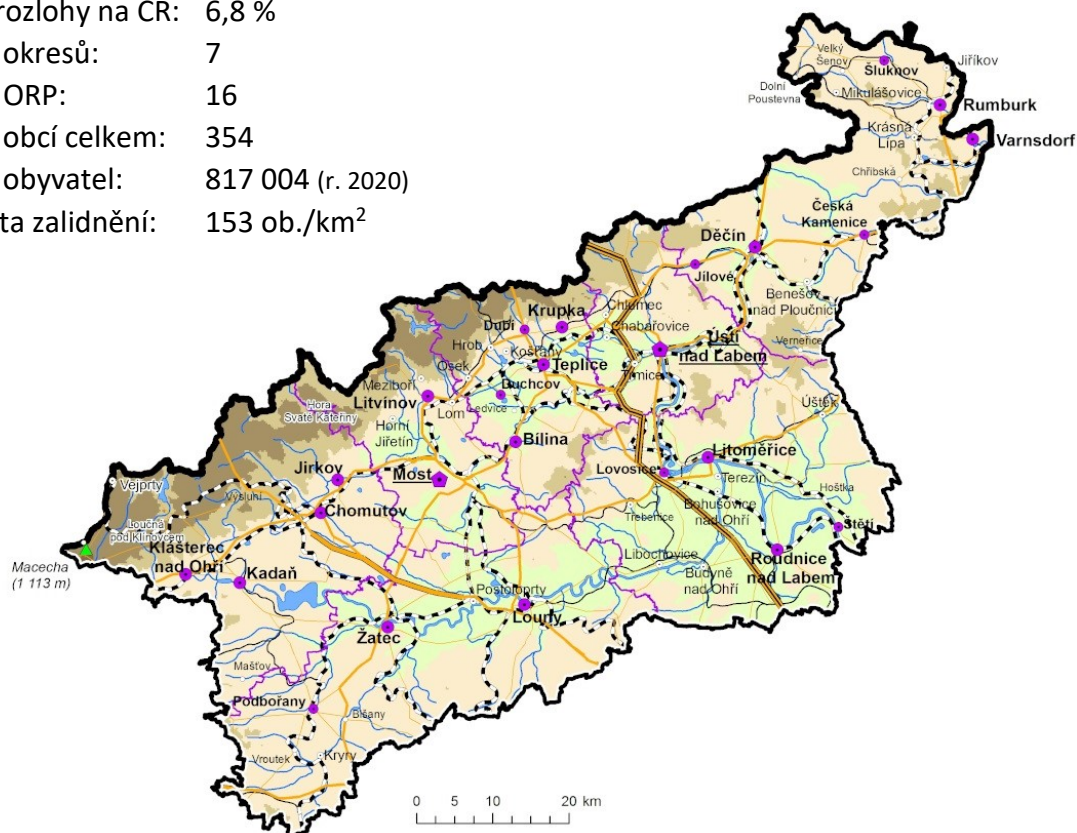 rozlohy na ČR: 6,8 %
okresů: 7
ORP: 16
obcí celkem: 354
obyvatel: 817 004 (r. 2020)
ta zalidnění: 153 ob./km²
Velký
Šenov
Šluknov
Jiříkov
Dolní
Poustevna
Mikulášovice
Rumburk
Krásná
Lípa
Varnsdorf
Chřibská
Česká
Kamenice
Děčín
Jílové
Benešov
nad Ploučnicí
Krupka
Chlumec
Dubí
Chabařovice
Ústí
nad Labem
Verneřice
Hrob
Košťany
Osek
Teplice
Trmice
Meziboří
Duchcov
Litvínov
Ledvice
Hora
Svaté Kateřiny
Lom
Úštěk
Horní
Jiřetín
Bílina
Litoměřice
Jirkov
Most
Lovosice
Terezín
Vejprty
Výsluní
Hoštka
Chomutov
Třebenice
Bohušovice
nad Ohří
Štětí
Loučná
pod Klínovcem
Klášterec
nad Ohří
Libochovice
Roudnice
nad Labem
Macecha
(1 113 m)
Kadaň
Budyně
nad Ohří
Postoloprty
Louny
Žatec
Mašťov
Podbořany
Blšany
Vroutek
Kryry
0 5 10 20 km